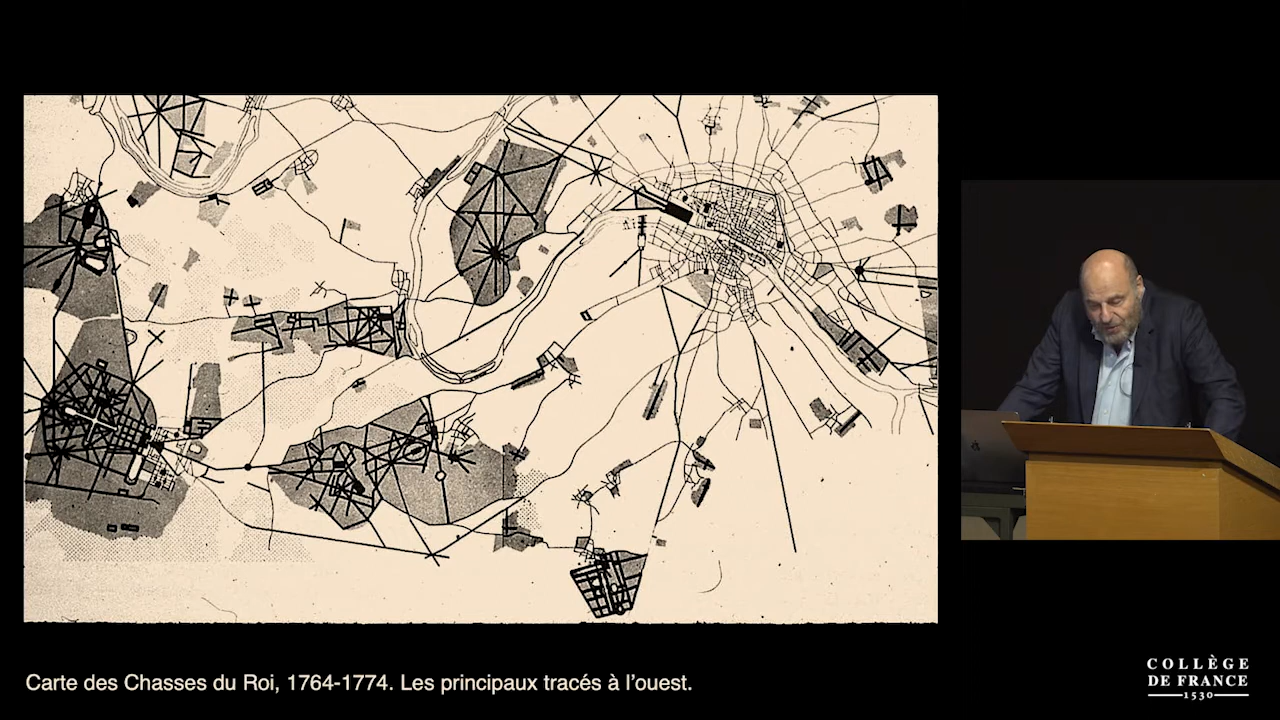 Carte des Chasses du Roi, 1764-1774. Les principaux tracés à l’ouest.
COLLÈGE
DE FRANCE
1530